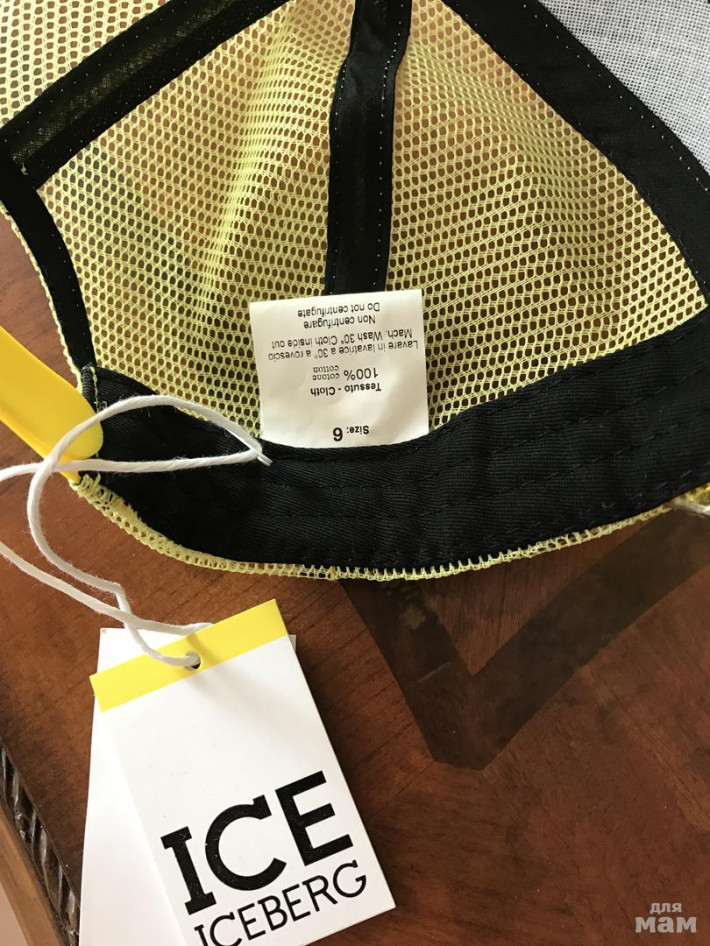 Size: 6
Tessuto - Cloth
100% cotone
cotton
Lavare in lavatrice a 30° a rovescio
Mach. Wash 30° Cloth inside out
Non centrifugare
Do not centrifugate
ICE
ICEBERG
для
мам